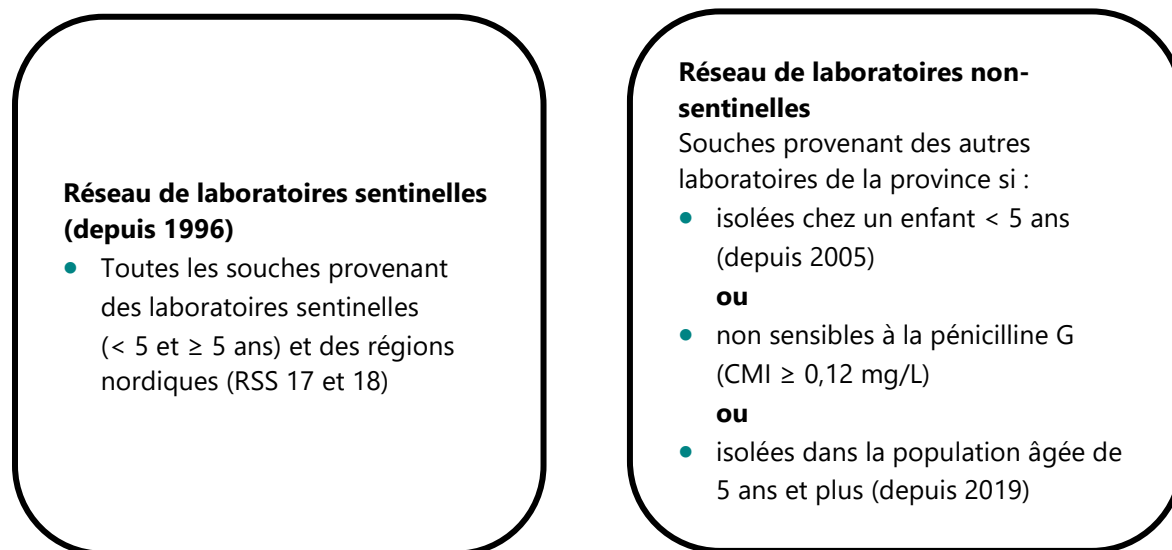 Réseau de laboratoires sentinelles
(depuis 1996)
• Toutes les souches provenant
des laboratoires sentinelles
(< 5 et ≥ 5 ans) et des régions
nordiques (RSS 17 et 18)
Réseau de laboratoires non-
sentinelles
Souches provenant des autres
laboratoires de la province si :
• isolées chez un enfant < 5 ans
(depuis 2005)
ou
• non sensibles à la pénicilline G
(CMI ≥ 0,12 mg/L)
ou
• isolées dans la population âgée de
5 ans et plus (depuis 2019)